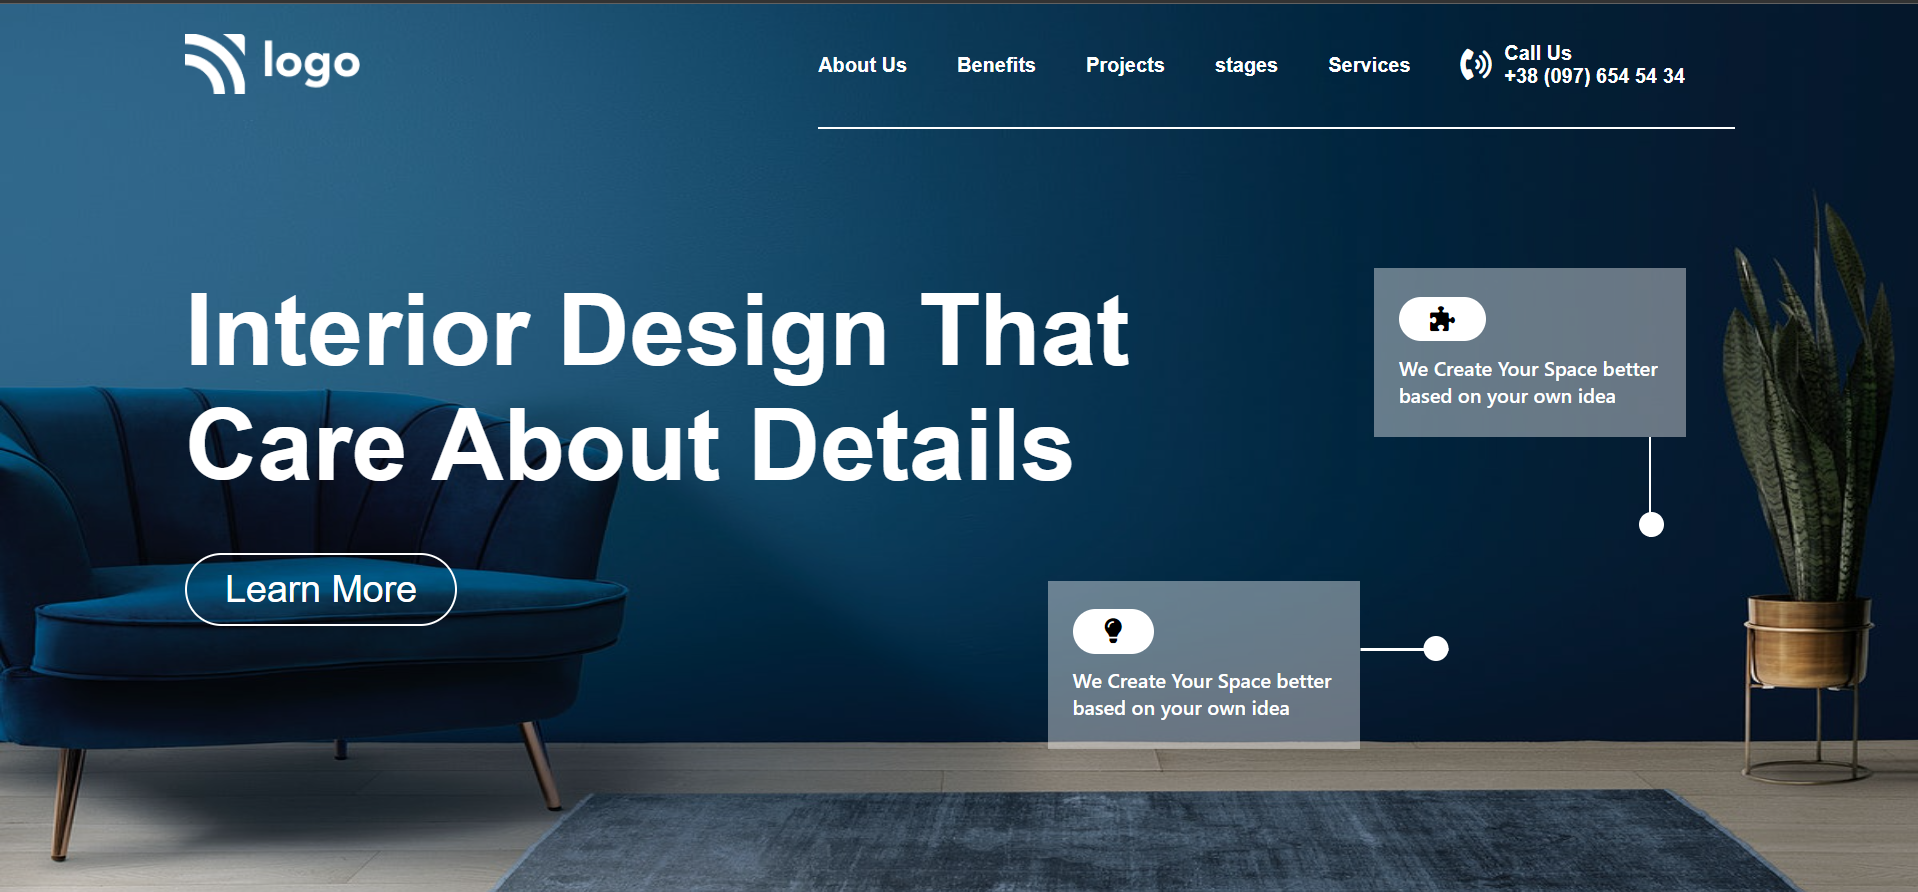 logo
About Us
Benefits
Projects
stages
Services
Call Us
+38 (097) 654 54 34
Interior Design That
Care About Details
Learn More
We Create Your Space better
based on your own idea
We Create Your Space better
based on your own idea